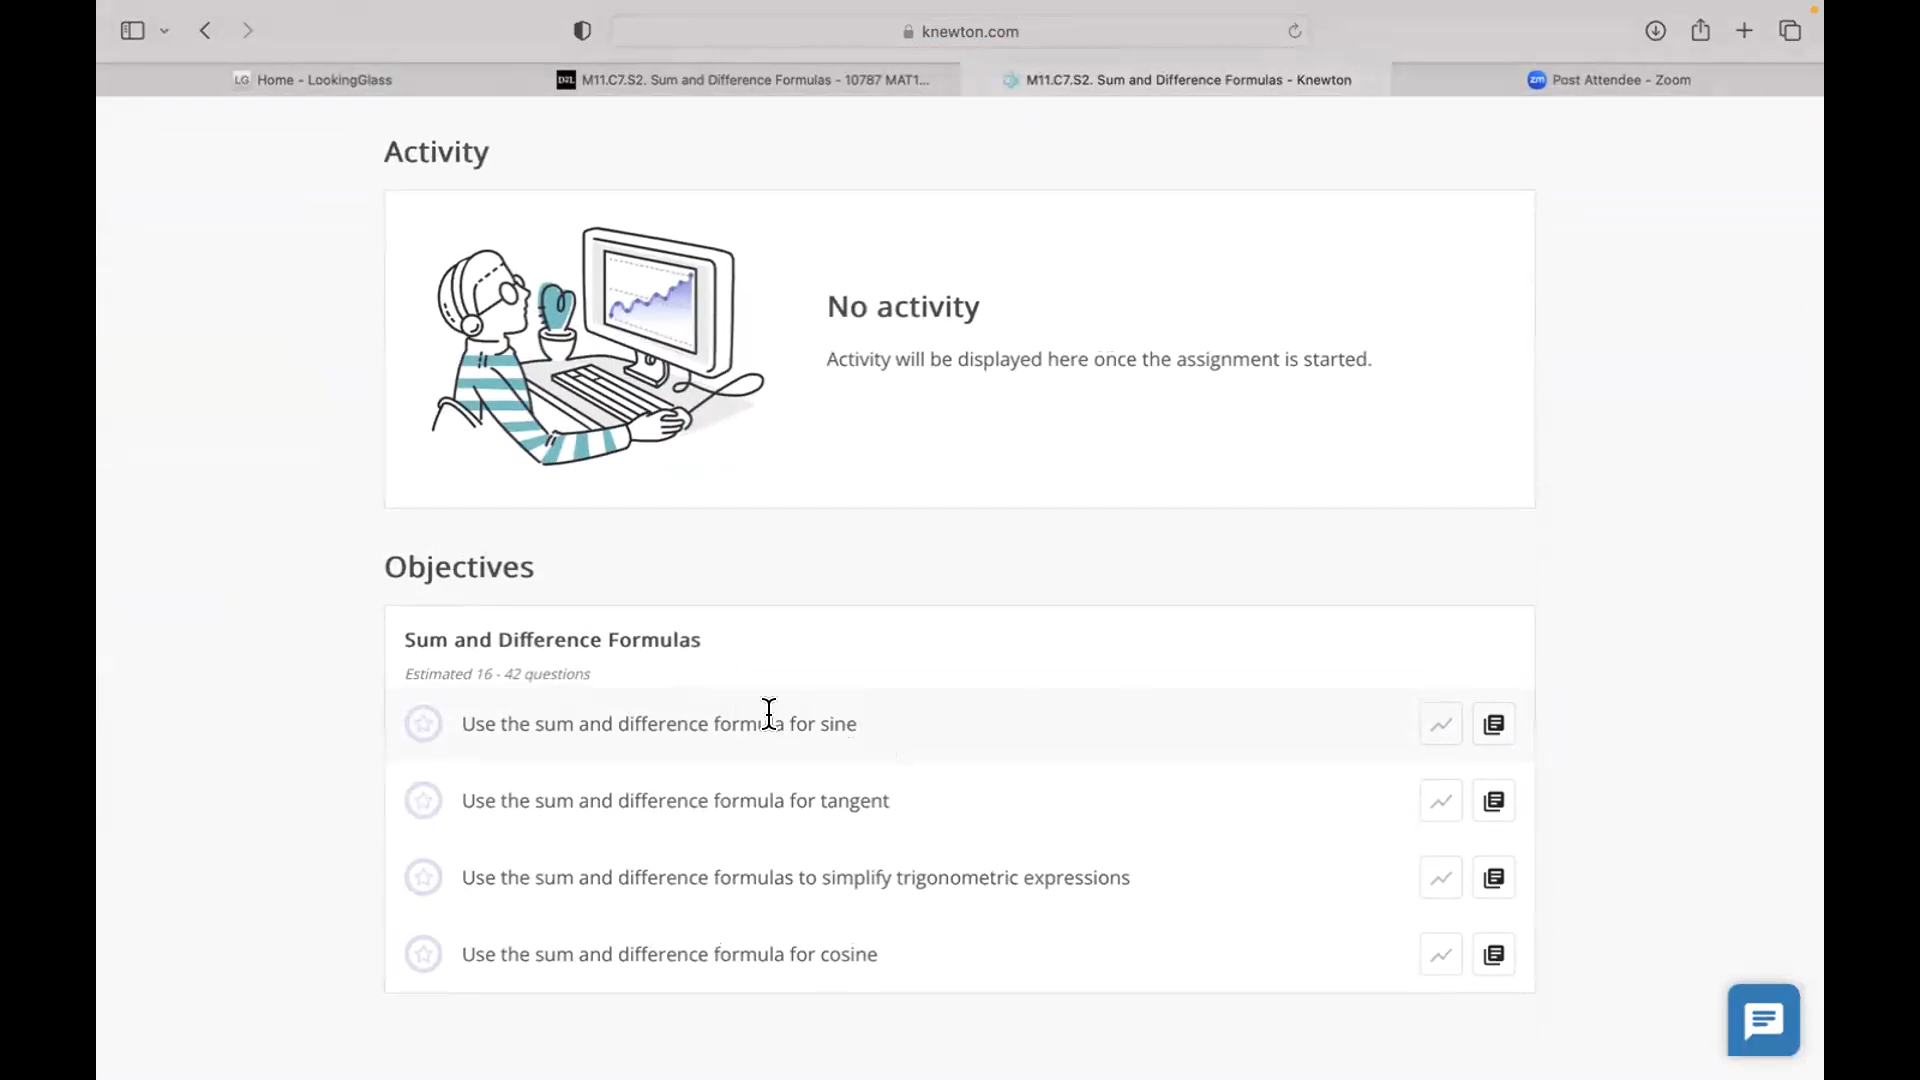 knewton.com
LG Home - LookingGlass
D2L M11.C7.S2. Sum and Difference Formulas - 10787 MAT1...
M11.C7.S2. Sum and Difference Formulas - Knewton
zm Post Attendee - Zoom
Activity
No activity
Activity will be displayed here once the assignment is started.
Objectives
Sum and Difference Formulas
Estimated 16 - 42 questions
Use the sum and difference formula for sine
Use the sum and difference formula for tangent
Use the sum and difference formulas to simplify trigonometric expressions
Use the sum and difference formula for cosine